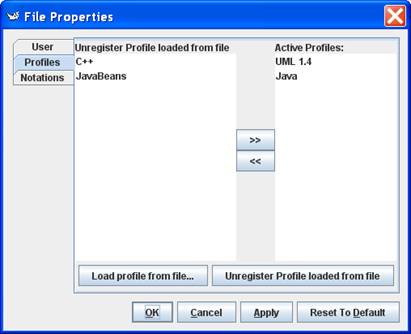 File Properties
User
Profiles
Notations
Unregister Profile loaded from file
C++
JavaBeans
>>
<<
Active Profiles:
UML 1.4
Java
Load profile from file...
Unregister Profile loaded from file
OK
Cancel
Apply
Reset To Default